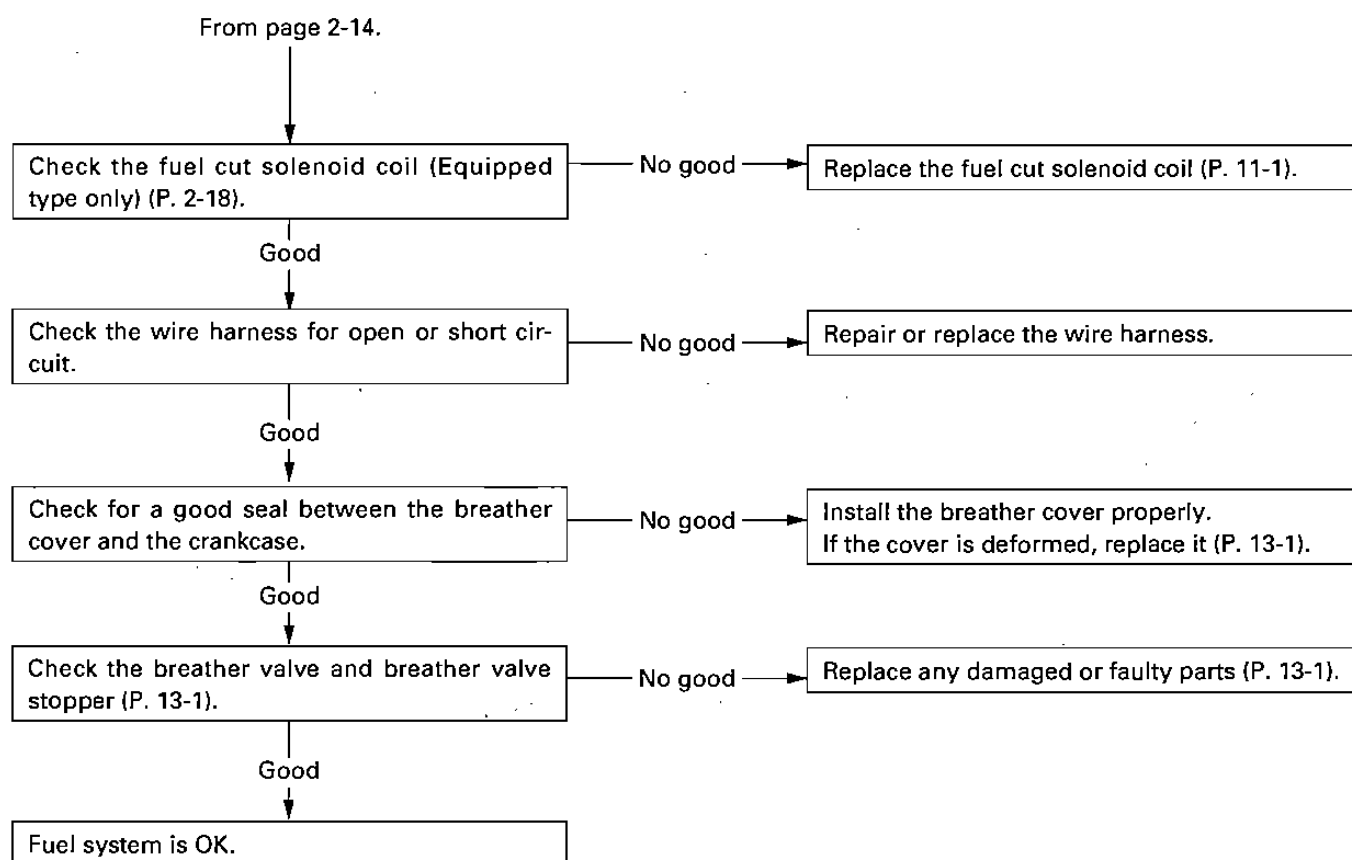 From page 2-14.
Check the fuel cut solenoid coil (Equipped
type only) (P. 2-18).
No good
Replace the fuel cut solenoid coil (P. 11-1).
Good
Check the wire harness for open or short cir-
cuit.
No good
Repair or replace the wire harness.
Good
Check for a good seal between the breather
cover and the crankcase.
No good
Install the breather cover properly.
If the cover is deformed, replace it (P. 13-1).
Good
Check the breather valve and breather valve
stopper (P. 13-1).
No good
Replace any damaged or faulty parts (P. 13-1).
Good
Fuel system is OK.